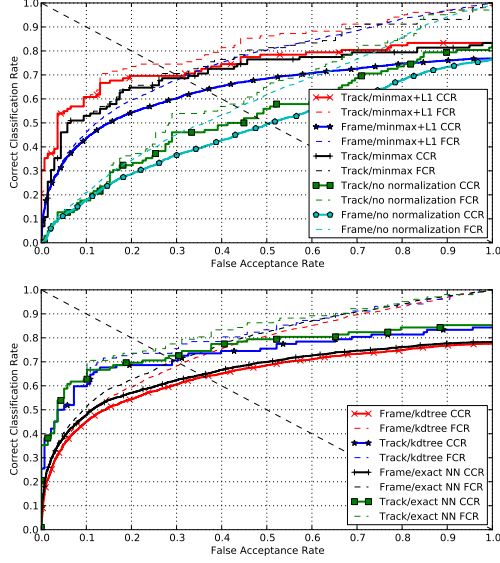 1.0
0.9
0.8
0.7
0.6
0.5
0.4
0.3
0.2
0.1
0.0
Correct Classification Rate
Track/minmax+L1 CCR
Track/minmax+L1 FCR
Frame/minmax+L1 CCR
Frame/minmax+L1 FCR
Track/minmax CCR
Track/minmax FCR
Track/no normalization CCR
Track/no normalization FCR
Frame/no normalization CCR
Frame/no normalization FCR
0.0 0.1 0.2 0.3 0.4 0.5 0.6 0.7 0.8 0.9 1.0
False Acceptance Rate
1.0
0.9
0.8
0.7
0.6
0.5
0.4
0.3
0.2
0.1
0.0
Correct Classification Rate
Frame/kdtree CCR
Frame/kdtree FCR
Track/kdtree CCR
Track/kdtree FCR
Frame/exact NN CCR
Frame/exact NN FCR
Track/exact NN CCR
Track/exact NN FCR
0.0 0.1 0.2 0.3 0.4 0.5 0.6 0.7 0.8 0.9 1.0
False Acceptance Rate